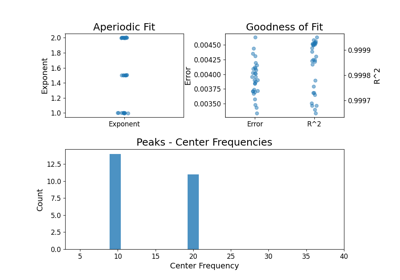 Aperiodic Fit
Exponent
2.0
1.8
1.6
1.4
1.2
1.0
Exponent
Goodness of Fit
Error
0.00450
0.00425
0.00400
0.00375
0.00350
0.9999
0.9998
0.9997
R^2
Error R^2
Peaks - Center Frequencies
Count
12.5
10.0
7.5
5.0
2.5
0.0
5 10 15 20 25 30 35 40
Center Frequency